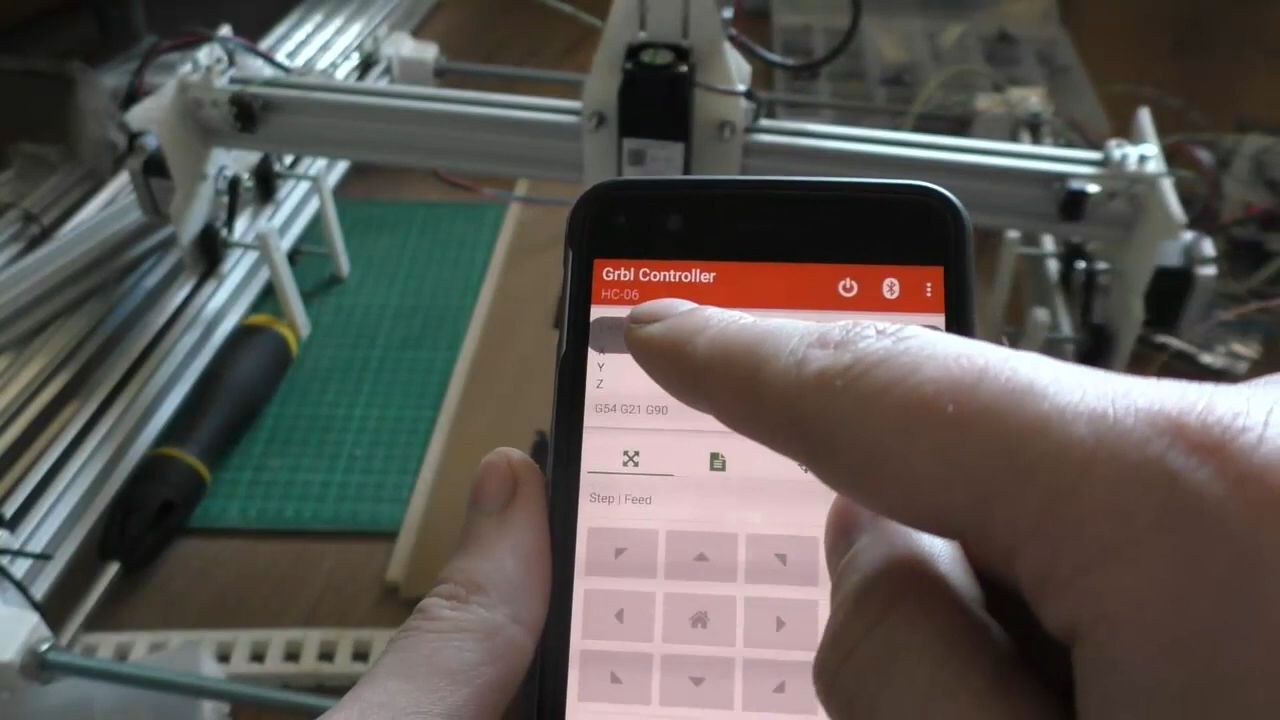 Grbl Controller
HC-06
X
Y
Z
G54 G21 G90
Step | Feed